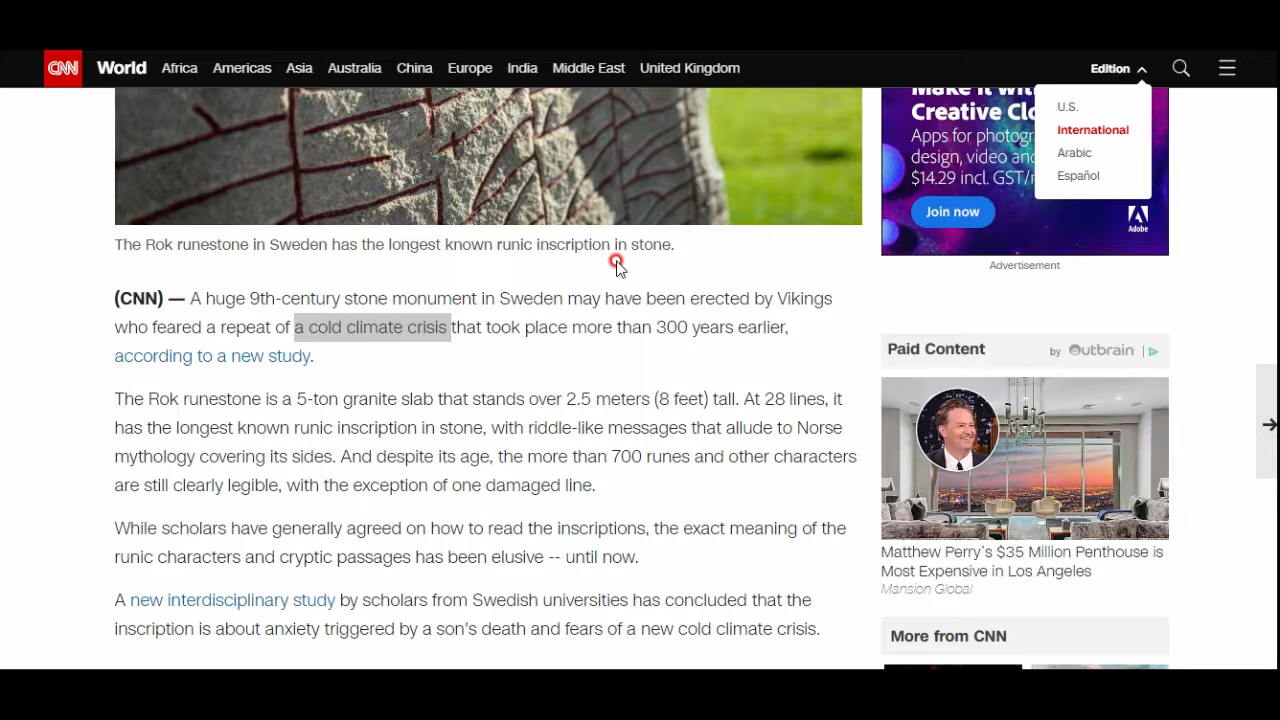 CNN World Africa Americas Asia Australia China Europe India Middle East United Kingdom Edition
U.S.
International
Arabic
Español
Make it wi
Creative Clo
Apps for photogr
design, video and
$14.29 incl. GST/
Join now
Adobe
Advertisement
The Rok runestone in Sweden has the longest known runic inscription in stone.
(CNN) — A huge 9th-century stone monument in Sweden may have been erected by Vikings
who feared a repeat of a cold climate crisis that took place more than 300 years earlier,
according to a new study.
The Rok runestone is a 5-ton granite slab that stands over 2.5 meters (8 feet) tall. At 28 lines, it
has the longest known runic inscription in stone, with riddle-like messages that allude to Norse
mythology covering its sides. And despite its age, the more than 700 runes and other characters
are still clearly legible, with the exception of one damaged line.
While scholars have generally agreed on how to read the inscriptions, the exact meaning of the
runic characters and cryptic passages has been elusive -- until now.
A new interdisciplinary study by scholars from Swedish universities has concluded that the
inscription is about anxiety triggered by a son's death and fears of a new cold climate crisis.
Paid Content by Outbrain
Matthew Perry's $35 Million Penthouse is
Most Expensive in Los Angeles
Mansion Global
More from CNN